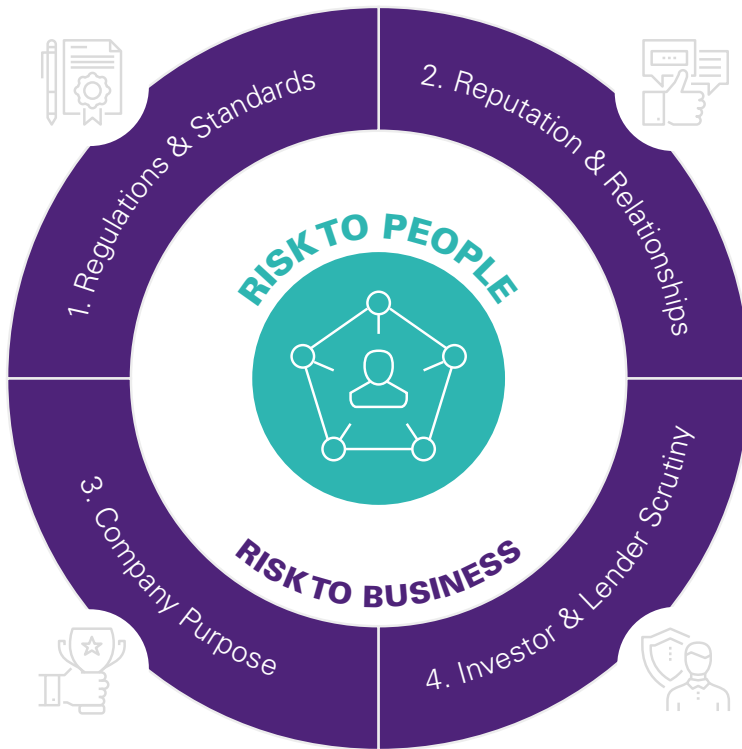 1. Regulations & Standards
2. Reputation & Relationships
RISK TO PEOPLE
RISK TO BUSINESS
3. Company Purpose
4. Investor & Lender Scrutiny